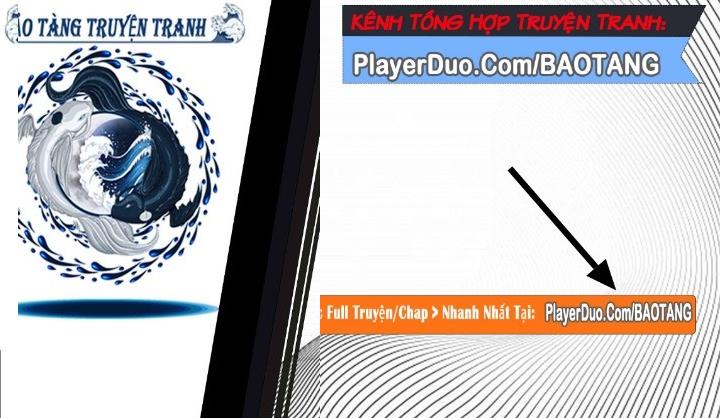 O TÀNG TRUYỆN TRANH
KÊNH TỔNG HỢP TRUYỆN TRANH:
PlayerDuo.Com/BAOTANG
Full Truyện/Chap > Nhanh Nhất Tại: PlayerDuo.Com/BAOTANG